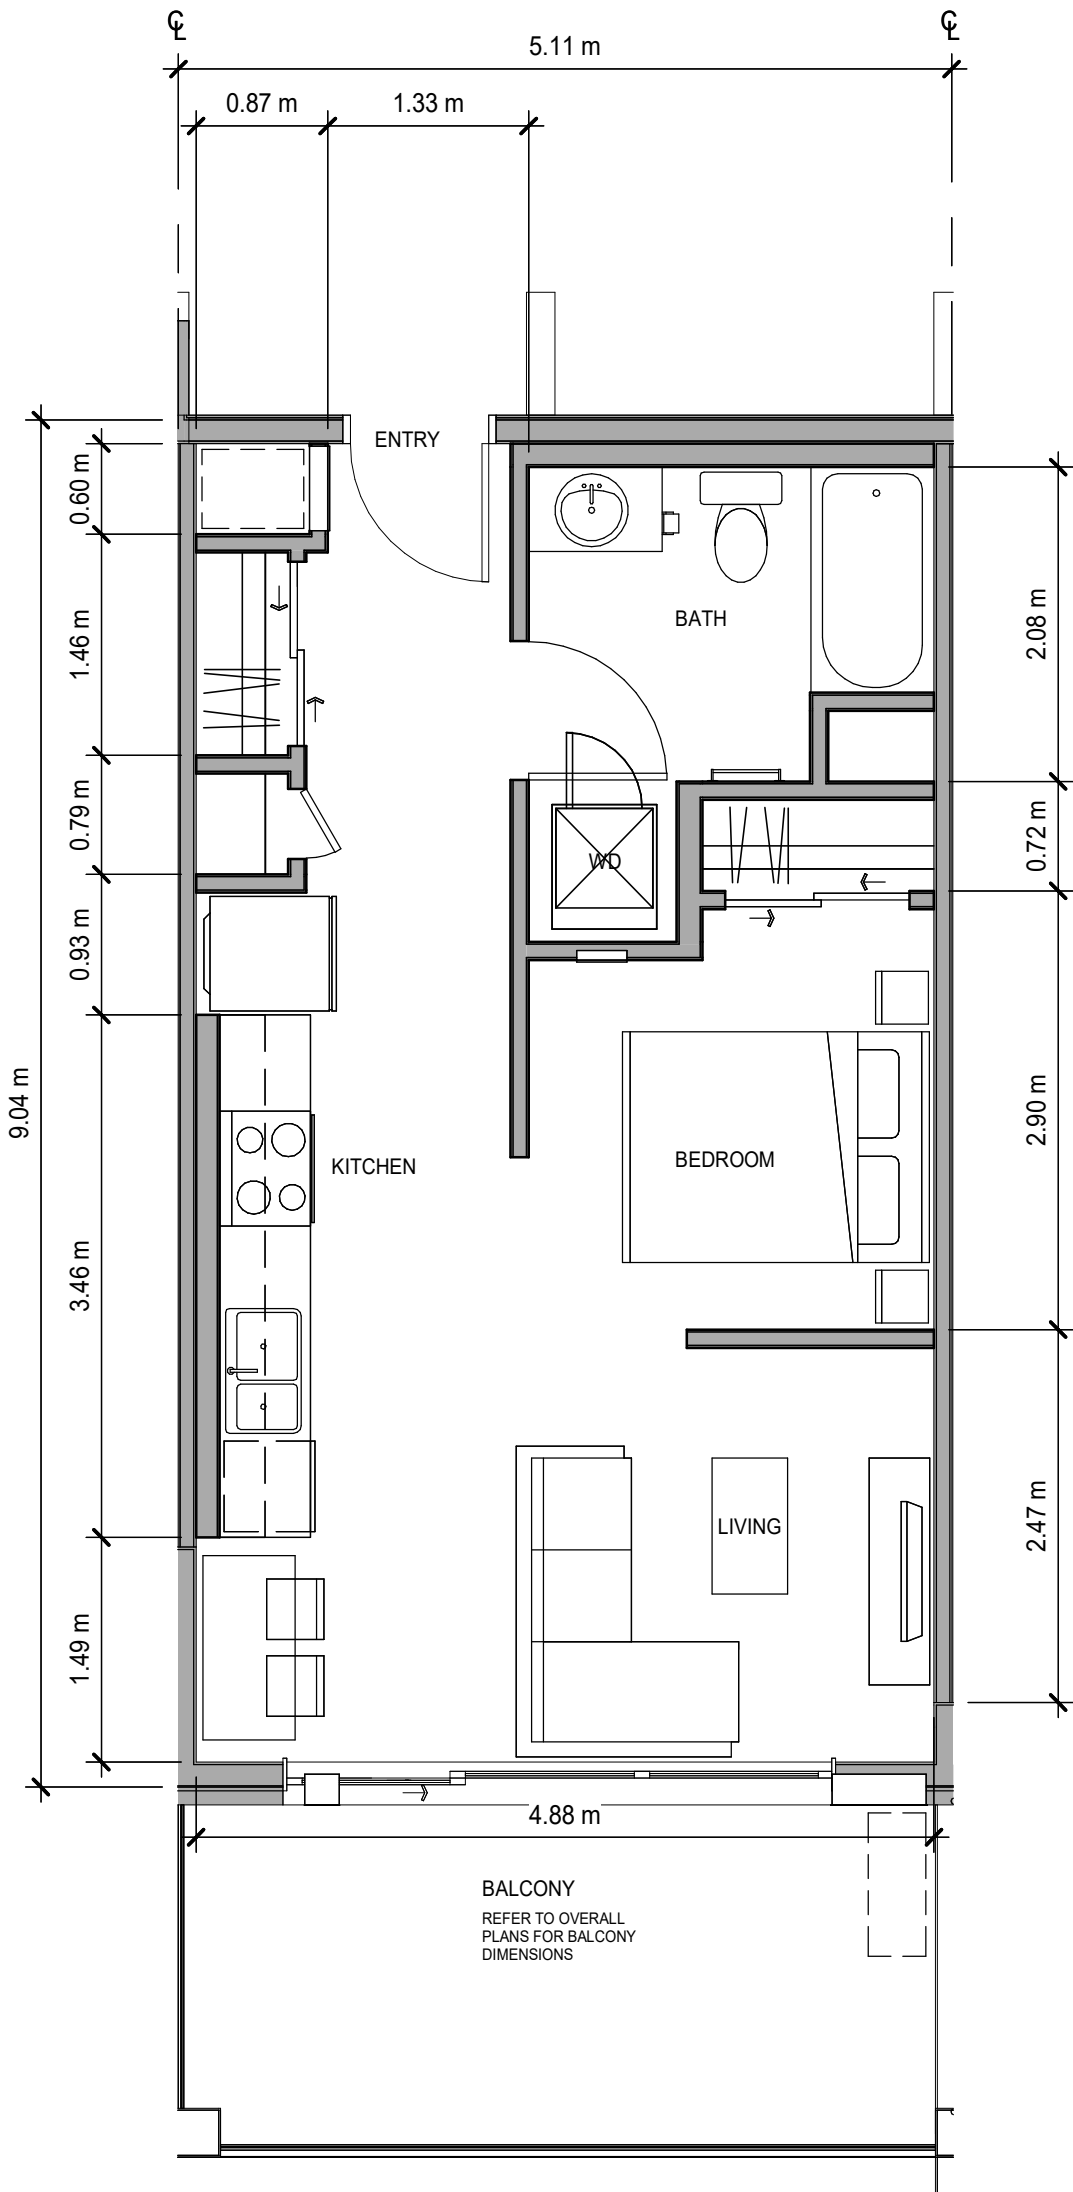 ℄ ℄
5.11 m
0.87 m 1.33 m
ENTRY
0.60 m
BATH
2.08 m
1.46 m
0.79 m
0.72 m
WD
0.93 m
9.04 m
2.90 m
KITCHEN
BEDROOM
3.46 m
LIVING
2.47 m
1.49 m
4.88 m
BALCONY
REFER TO OVERALL
PLANS FOR BALCONY
DIMENSIONS